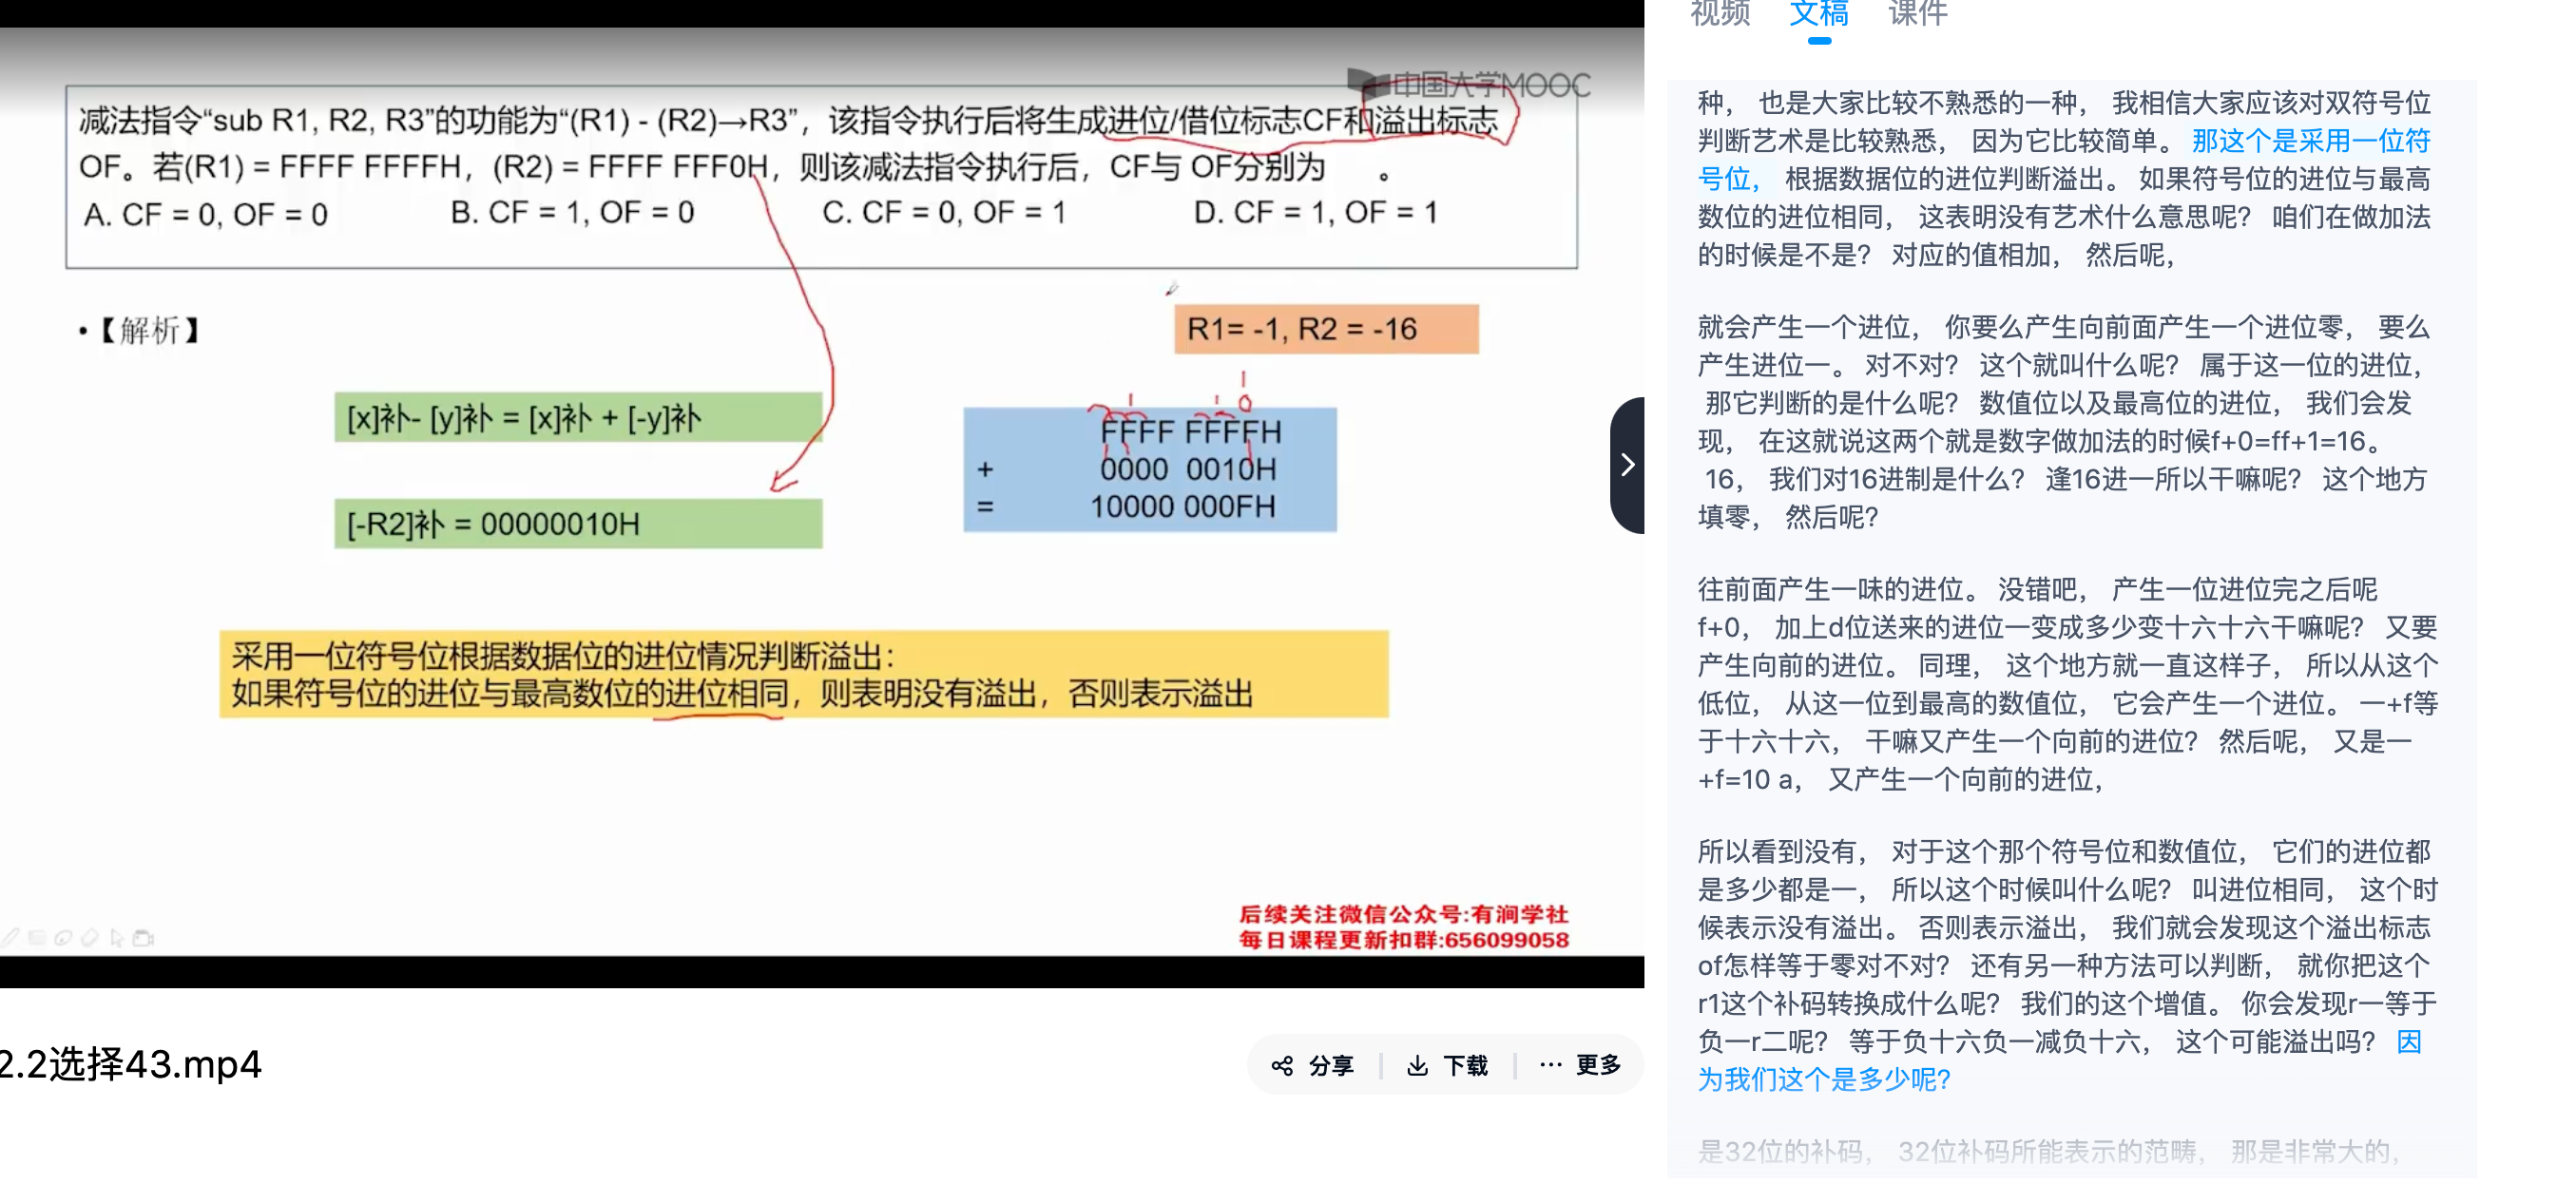 中国大学MOOC
减法指令“sub R1, R2, R3”的功能为“(R1) - (R2)→R3”，该指令执行后将生成进位/借位标志CF和溢出标志
OF。若(R1) = FFFF FFFFH，(R2) = FFFF FFF0H，则该减法指令执行后，CF与 OF分别为 。
A. CF = 0, OF = 0 B. CF = 1, OF = 0 C. CF = 0, OF = 1 D. CF = 1, OF = 1
•【解析】
R1= -1, R2 = -16
[x]补- [y]补 = [x]补 + [-y]补
[-R2]补 = 00000010H
1 1 1 0
FFFF FFFFH
+ 0000 0010H
= 10000 000FH
采用一位符号位根据数据位的进位情况判断溢出：
如果符号位的进位与最高数位的进位相同，则表明没有溢出，否则表示溢出
后续关注微信公众号:有涧学社
每日课程更新扣群:656099058
2.2选择43.mp4
分享 下载 更多
视频 文稿 课件
种， 也是大家比较不熟悉的一种， 我相信大家应该对双符号位
判断艺术是比较熟悉， 因为它比较简单。 那这个是采用一位符
号位， 根据数据位的进位判断溢出。 如果符号位的进位与最高
数位的进位相同， 这表明没有艺术什么意思呢？ 咱们在做加法
的时候是不是？ 对应的值相加， 然后呢，
就会产生一个进位， 你要么产生向前面产生一个进位零， 要么
产生进位一。 对不对？ 这个就叫什么呢？ 属于这一位的进位，
那它判断的是什么呢？ 数值位以及最高位的进位， 我们会发
现， 在这就说这两个就是数字做加法的时候f+0=ff+1=16。
16， 我们对16进制是什么？ 逢16进一所以干嘛呢？ 这个地方
填零， 然后呢？
往前面产生一味的进位。 没错吧， 产生一位进位完之后呢
f+0， 加上d位送来的进位一变成多少变十六十六干嘛呢？ 又要
产生向前的进位。 同理， 这个地方就一直这样子， 所以从这个
低位， 从这一位到最高的数值位， 它会产生一个进位。 一+f等
于十六十六， 干嘛又产生一个向前的进位？ 然后呢， 又是一
+f=10 a， 又产生一个向前的进位，
所以看到没有， 对于这个那个符号位和数值位， 它们的进位都
是多少都是一， 所以这个时候叫什么呢？ 叫进位相同， 这个时
候表示没有溢出。 否则表示溢出， 我们就会发现这个溢出标志
of怎样等于零对不对？ 还有另一种方法可以判断， 就你把这个
r1这个补码转换成什么呢？ 我们的这个增值。 你会发现r一等于
负一r二呢？ 等于负十六负一减负十六， 这个可能溢出吗？ 因
为我们这个是多少呢？
是32位的补码， 32位补码所能表示的范畴， 那是非常大的，